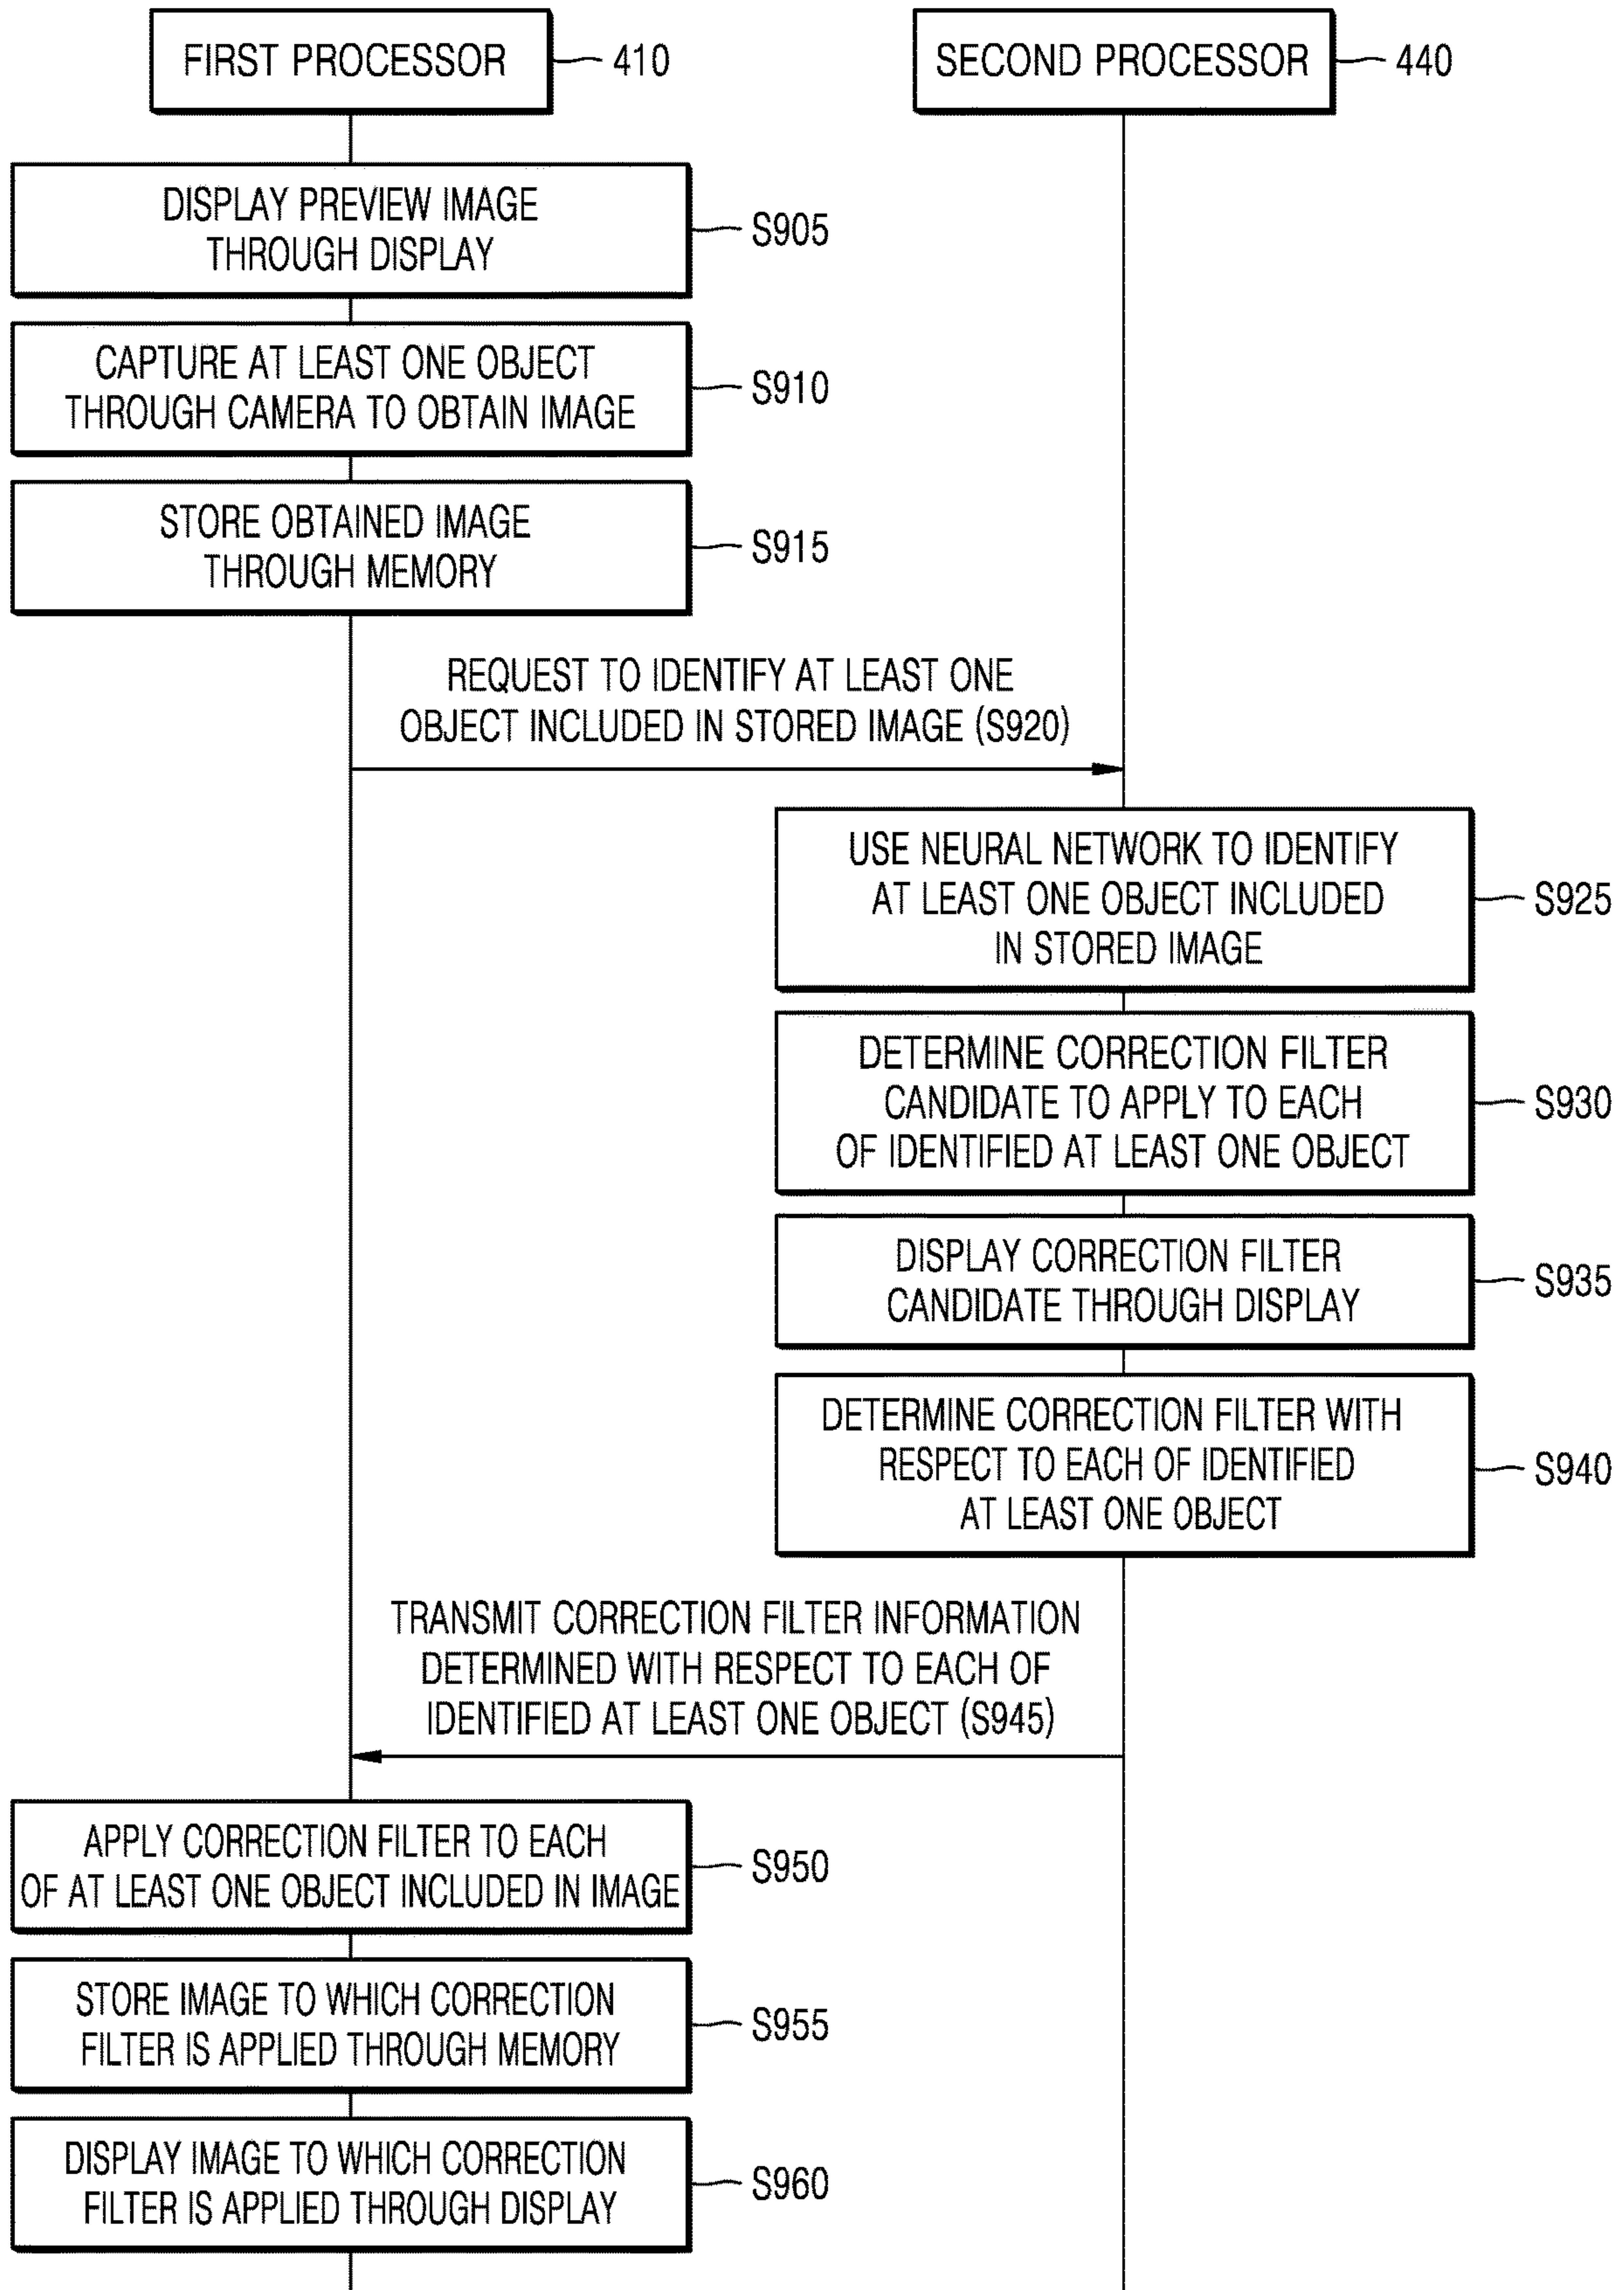 FIRST PROCESSOR 410
SECOND PROCESSOR 440
DISPLAY PREVIEW IMAGE
THROUGH DISPLAY
S905
CAPTURE AT LEAST ONE OBJECT
THROUGH CAMERA TO OBTAIN IMAGE
S910
STORE OBTAINED IMAGE
THROUGH MEMORY
S915
REQUEST TO IDENTIFY AT LEAST ONE
OBJECT INCLUDED IN STORED IMAGE (S920)
USE NEURAL NETWORK TO IDENTIFY
AT LEAST ONE OBJECT INCLUDED
IN STORED IMAGE
S925
DETERMINE CORRECTION FILTER
CANDIDATE TO APPLY TO EACH
OF IDENTIFIED AT LEAST ONE OBJECT
S930
DISPLAY CORRECTION FILTER
CANDIDATE THROUGH DISPLAY
S935
DETERMINE CORRECTION FILTER WITH
RESPECT TO EACH OF IDENTIFIED
AT LEAST ONE OBJECT
S940
TRANSMIT CORRECTION FILTER INFORMATION
DETERMINED WITH RESPECT TO EACH OF
IDENTIFIED AT LEAST ONE OBJECT (S945)
APPLY CORRECTION FILTER TO EACH
OF AT LEAST ONE OBJECT INCLUDED IN IMAGE
S950
STORE IMAGE TO WHICH CORRECTION
FILTER IS APPLIED THROUGH MEMORY
S955
DISPLAY IMAGE TO WHICH CORRECTION
FILTER IS APPLIED THROUGH DISPLAY
S960